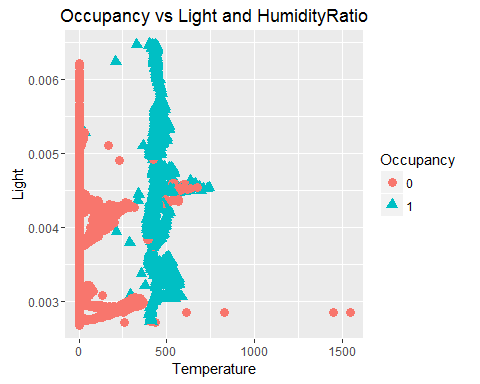 Occupancy vs Light and HumidityRatio
0.006
0.005
0.004
0.003
Light
0 500 1000 1500
Temperature
Occupancy
0
1